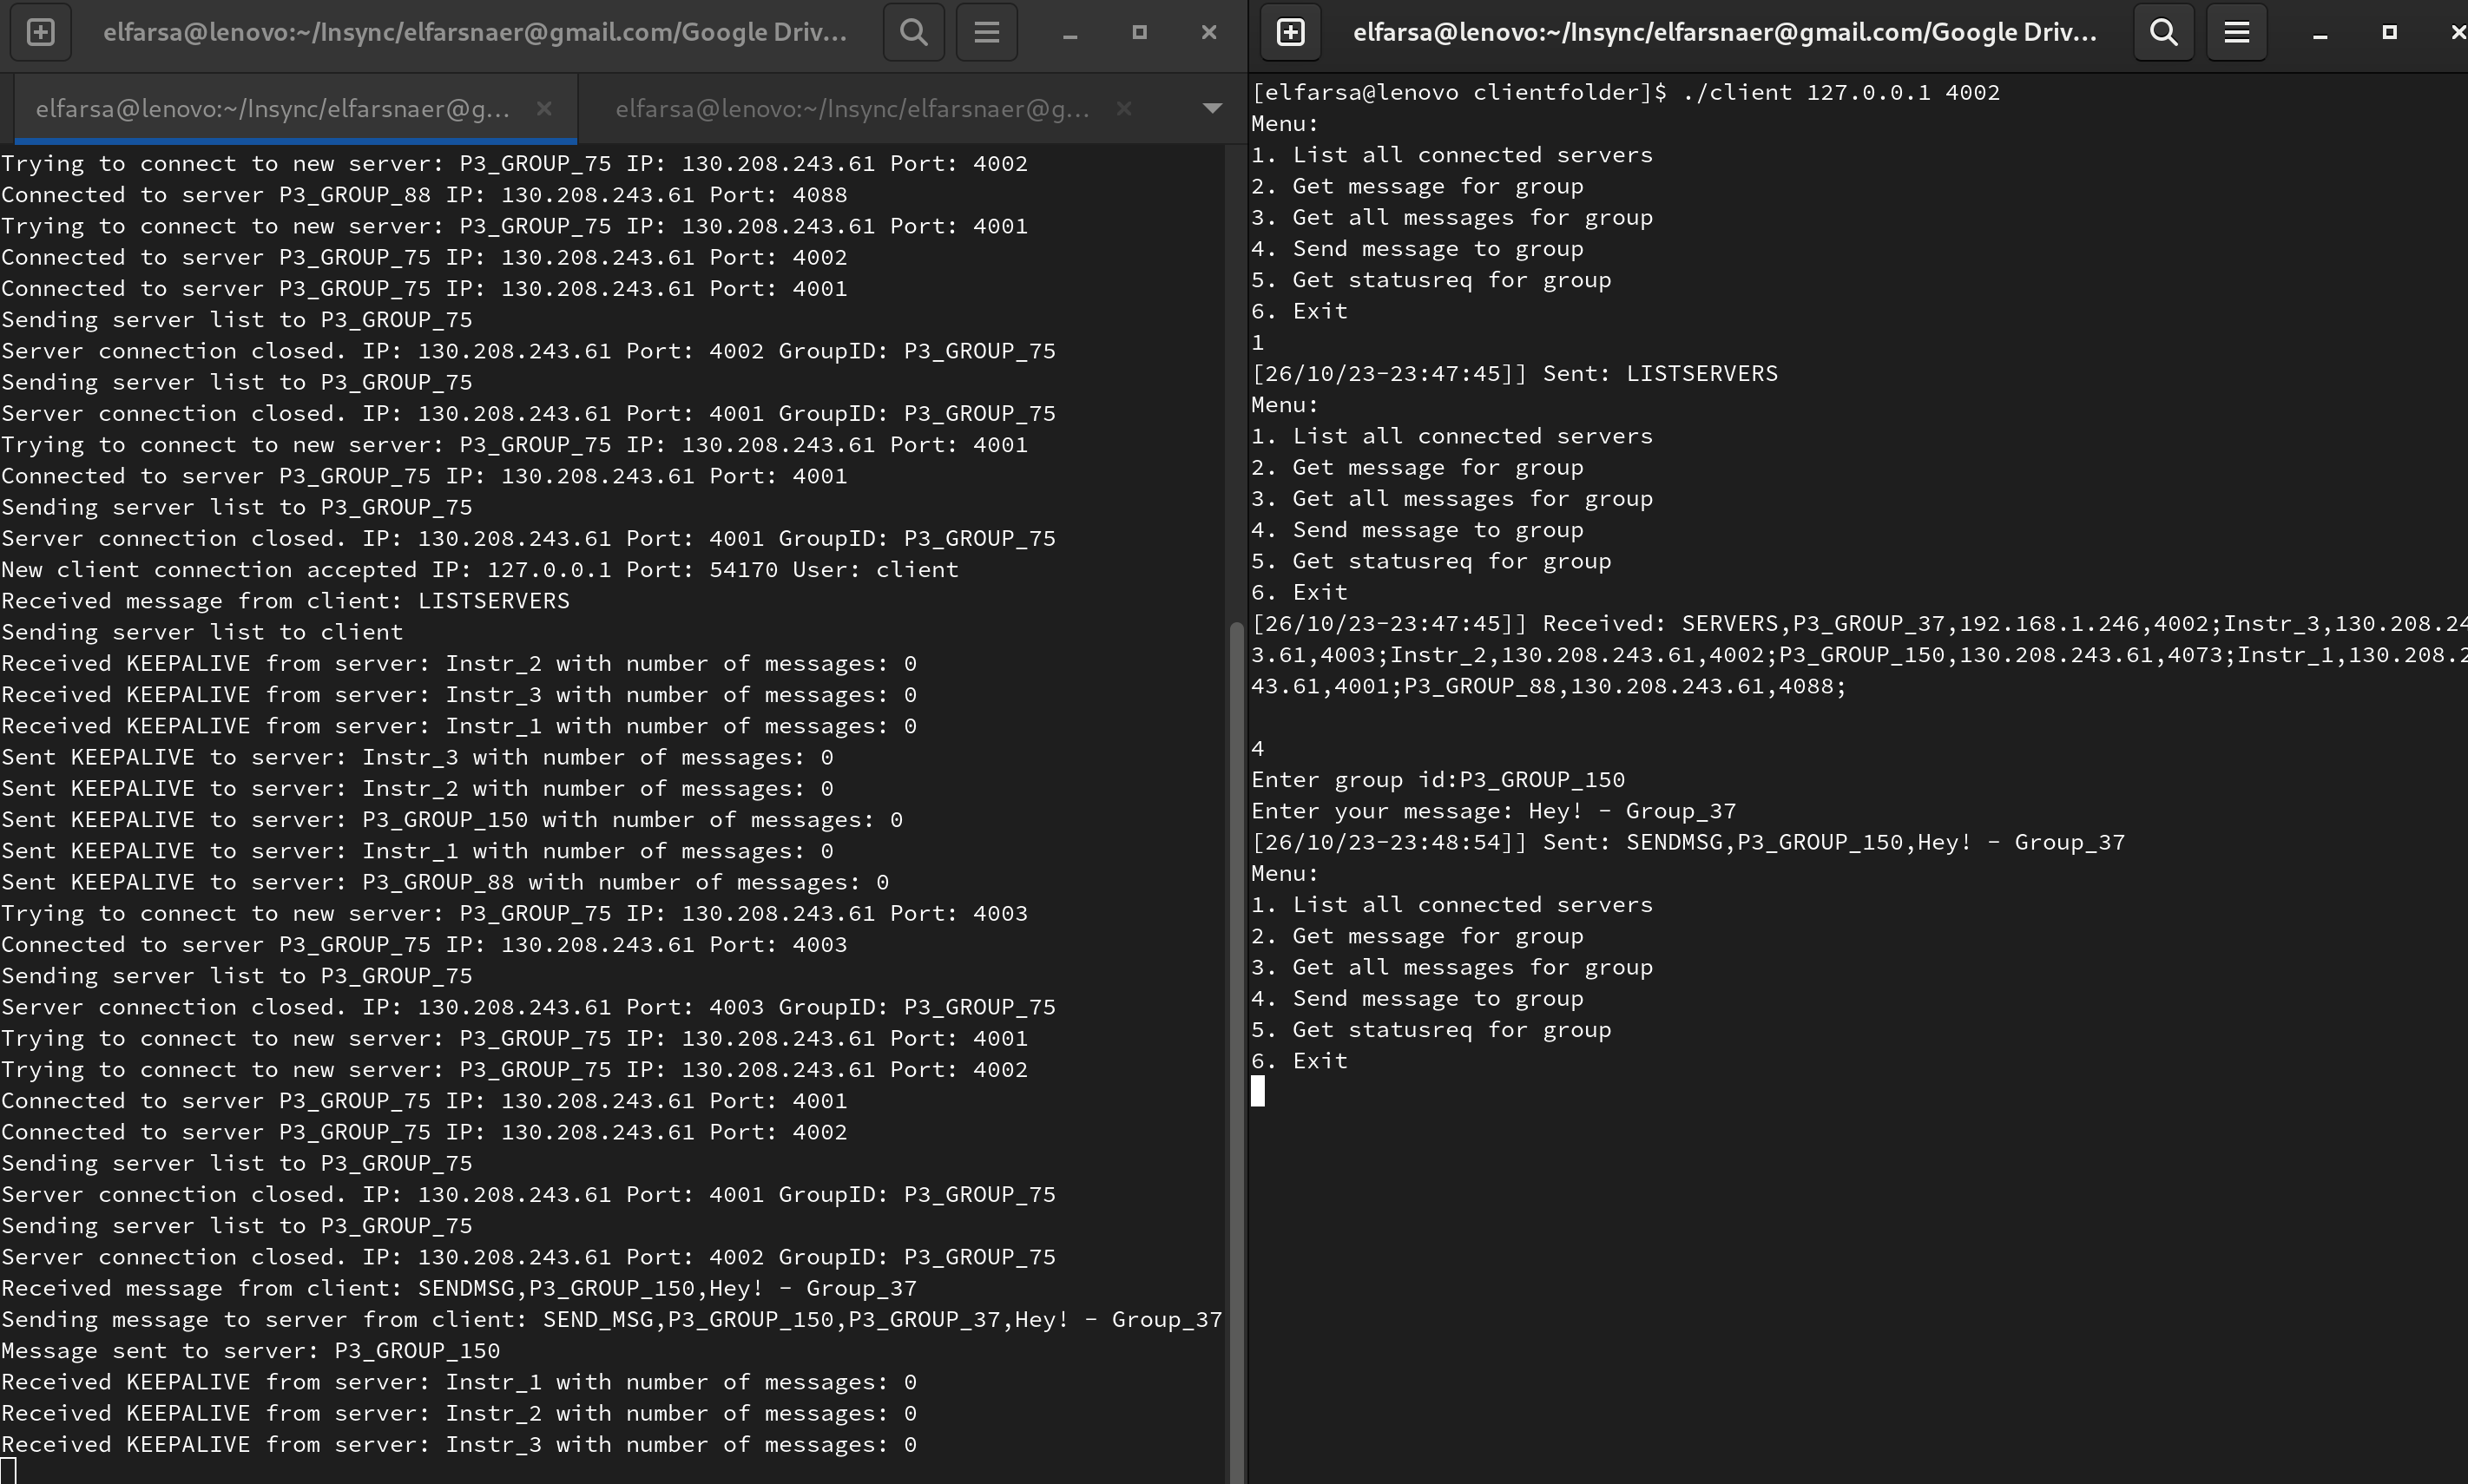 elfarsa@lenovo:~/Insync/elfarsnaer@gmail.com/Google Driv...
elfarsa@lenovo:~/Insync/elfarsnaer@g...
elfarsa@lenovo:~/Insync/elfarsnaer@g...
Trying to connect to new server: P3_GROUP_75 IP: 130.208.243.61 Port: 4002
Connected to server P3_GROUP_88 IP: 130.208.243.61 Port: 4088
Trying to connect to new server: P3_GROUP_75 IP: 130.208.243.61 Port: 4001
Connected to server P3_GROUP_75 IP: 130.208.243.61 Port: 4002
Connected to server P3_GROUP_75 IP: 130.208.243.61 Port: 4001
Sending server list to P3_GROUP_75
Server connection closed. IP: 130.208.243.61 Port: 4002 GroupID: P3_GROUP_75
Sending server list to P3_GROUP_75
Server connection closed. IP: 130.208.243.61 Port: 4001 GroupID: P3_GROUP_75
Trying to connect to new server: P3_GROUP_75 IP: 130.208.243.61 Port: 4001
Connected to server P3_GROUP_75 IP: 130.208.243.61 Port: 4001
Sending server list to P3_GROUP_75
Server connection closed. IP: 130.208.243.61 Port: 4001 GroupID: P3_GROUP_75
New client connection accepted IP: 127.0.0.1 Port: 54170 User: client
Received message from client: LISTSERVERS
Sending server list to client
Received KEEPALIVE from server: Instr_2 with number of messages: 0
Received KEEPALIVE from server: Instr_3 with number of messages: 0
Received KEEPALIVE from server: Instr_1 with number of messages: 0
Sent KEEPALIVE to server: Instr_3 with number of messages: 0
Sent KEEPALIVE to server: Instr_2 with number of messages: 0
Sent KEEPALIVE to server: P3_GROUP_150 with number of messages: 0
Sent KEEPALIVE to server: Instr_1 with number of messages: 0
Sent KEEPALIVE to server: P3_GROUP_88 with number of messages: 0
Trying to connect to new server: P3_GROUP_75 IP: 130.208.243.61 Port: 4003
Connected to server P3_GROUP_75 IP: 130.208.243.61 Port: 4003
Sending server list to P3_GROUP_75
Server connection closed. IP: 130.208.243.61 Port: 4003 GroupID: P3_GROUP_75
Trying to connect to new server: P3_GROUP_75 IP: 130.208.243.61 Port: 4001
Trying to connect to new server: P3_GROUP_75 IP: 130.208.243.61 Port: 4002
Connected to server P3_GROUP_75 IP: 130.208.243.61 Port: 4001
Connected to server P3_GROUP_75 IP: 130.208.243.61 Port: 4002
Sending server list to P3_GROUP_75
Server connection closed. IP: 130.208.243.61 Port: 4001 GroupID: P3_GROUP_75
Sending server list to P3_GROUP_75
Server connection closed. IP: 130.208.243.61 Port: 4002 GroupID: P3_GROUP_75
Received message from client: SENDMSG,P3_GROUP_150,Hey! - Group_37
Sending message to server from client: SEND_MSG,P3_GROUP_150,P3_GROUP_37,Hey! - Group_37
Message sent to server: P3_GROUP_150
Received KEEPALIVE from server: Instr_1 with number of messages: 0
Received KEEPALIVE from server: Instr_2 with number of messages: 0
Received KEEPALIVE from server: Instr_3 with number of messages: 0
elfarsa@lenovo:~/Insync/elfarsnaer@gmail.com/Google Driv...
[elfarsa@lenovo clientfolder]$ ./client 127.0.0.1 4002
Menu:
1. List all connected servers
2. Get message for group
3. Get all messages for group
4. Send message to group
5. Get statusreq for group
6. Exit
1
[26/10/23-23:47:45]] Sent: LISTSERVERS
Menu:
1. List all connected servers
2. Get message for group
3. Get all messages for group
4. Send message to group
5. Get statusreq for group
6. Exit
[26/10/23-23:47:45]] Received: SERVERS,P3_GROUP_37,192.168.1.246,4002;Instr_3,130.208.24
3.61,4003;Instr_2,130.208.243.61,4002;P3_GROUP_150,130.208.243.61,4073;Instr_1,130.208.2
43.61,4001;P3_GROUP_88,130.208.243.61,4088;
4
Enter group id:P3_GROUP_150
Enter your message: Hey! - Group_37
[26/10/23-23:48:54]] Sent: SENDMSG,P3_GROUP_150,Hey! - Group_37
Menu:
1. List all connected servers
2. Get message for group
3. Get all messages for group
4. Send message to group
5. Get statusreq for group
6. Exit